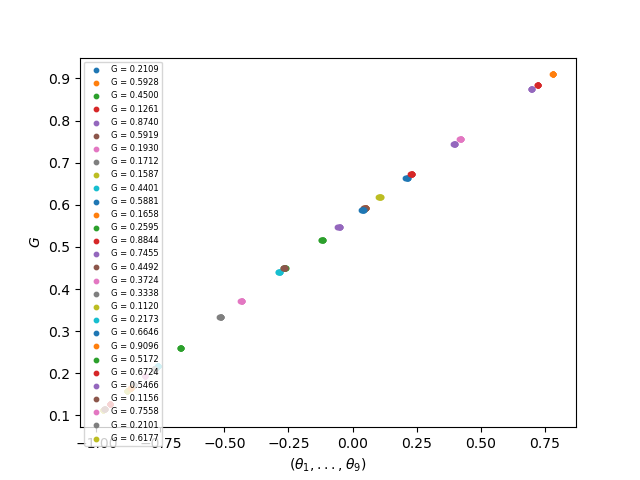 0.9
0.8
0.7
0.6
0.5
0.4
0.3
0.2
0.1
G
G = 0.2109
G = 0.5928
G = 0.4500
G = 0.1261
G = 0.8740
G = 0.5919
G = 0.1930
G = 0.1712
G = 0.1587
G = 0.4401
G = 0.5881
G = 0.1658
G = 0.2595
G = 0.8844
G = 0.7455
G = 0.4492
G = 0.3724
G = 0.3338
G = 0.1120
G = 0.2173
G = 0.6646
G = 0.9096
G = 0.5172
G = 0.6724
G = 0.5466
G = 0.1156
G = 0.7558
G = 0.2101
G = 0.6177
−1.00 −0.75 −0.50 −0.25 0.00 0.25 0.50 0.75
(θ₁, . . . , θ₉)